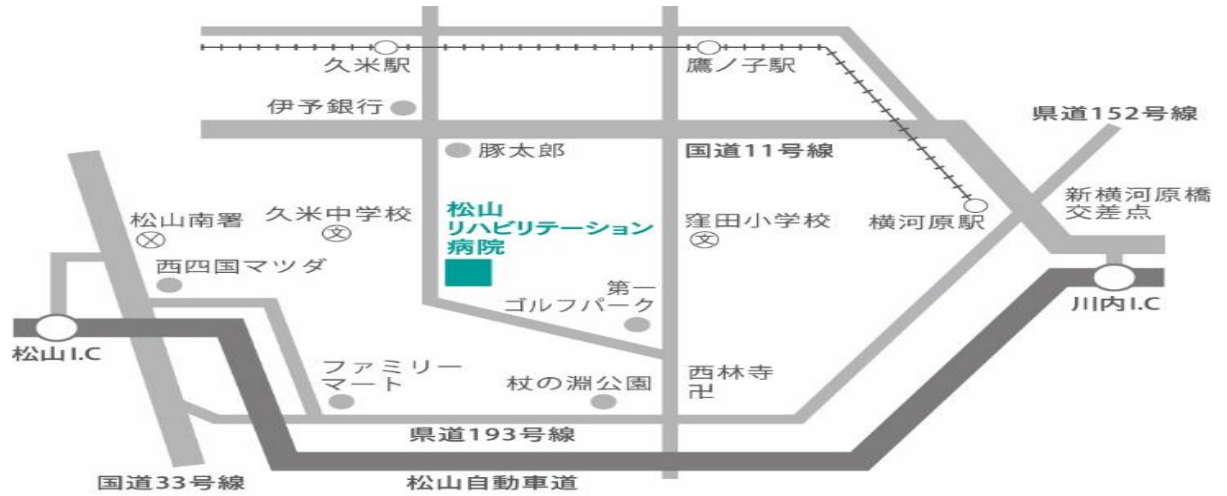 久米駅
鷹ノ子駅
伊予銀行
県道152号線
豚太郎
国道11号線
松山南署
久米中学校
松山
リハビリテーション
病院
窪田小学校
横河原駅
新横河原橋
交差点
西四国マツダ
第一
ゴルフパーク
川内I.C
松山I.C
ファミリー
マート
杖の淵公園
西林寺
卍
県道193号線
国道33号線
松山自動車道
文
文